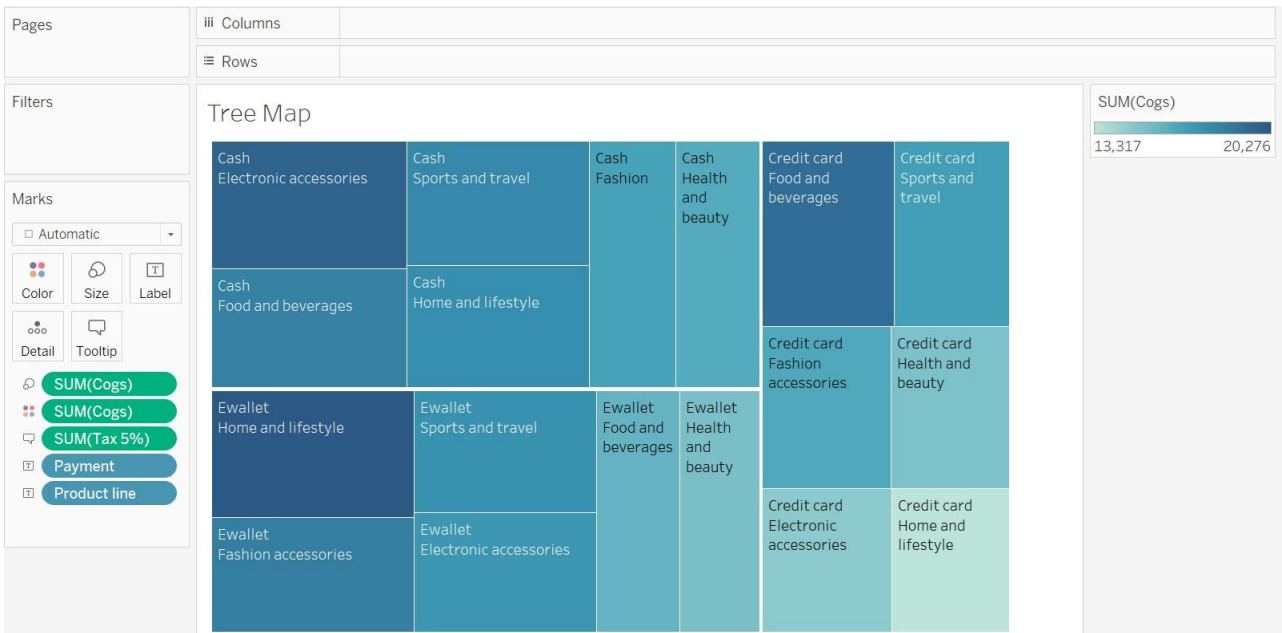 Pages
Columns
Rows
Filters
Marks
Automatic
Color
Size
Label
Detail
Tooltip
SUM(Cogs)
SUM(Cogs)
SUM(Tax 5%)
Payment
Product line
Tree Map
Cash
Electronic accessories
Cash
Sports and travel
Cash
Fashion
Cash
Health
and
beauty
Credit card
Food and
beverages
Credit card
Sports and
travel
Cash
Food and beverages
Cash
Home and lifestyle
Credit card
Fashion
accessories
Credit card
Health and
beauty
Ewallet
Home and lifestyle
Ewallet
Sports and travel
Ewallet
Food and
beverages
Ewallet
Health
and
beauty
Credit card
Electronic
accessories
Credit card
Home and
lifestyle
Ewallet
Fashion accessories
Ewallet
Electronic accessories
SUM(Cogs)
13,317 20,276